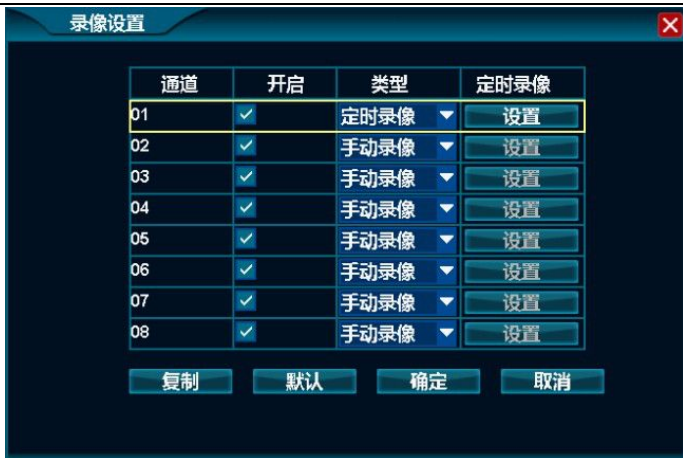 录像设置
通道 开启 类型 定时录像
01 定时录像 设置
02 手动录像 设置
03 手动录像 设置
04 手动录像 设置
05 手动录像 设置
06 手动录像 设置
07 手动录像 设置
08 手动录像 设置
复制 默认 确定 取消